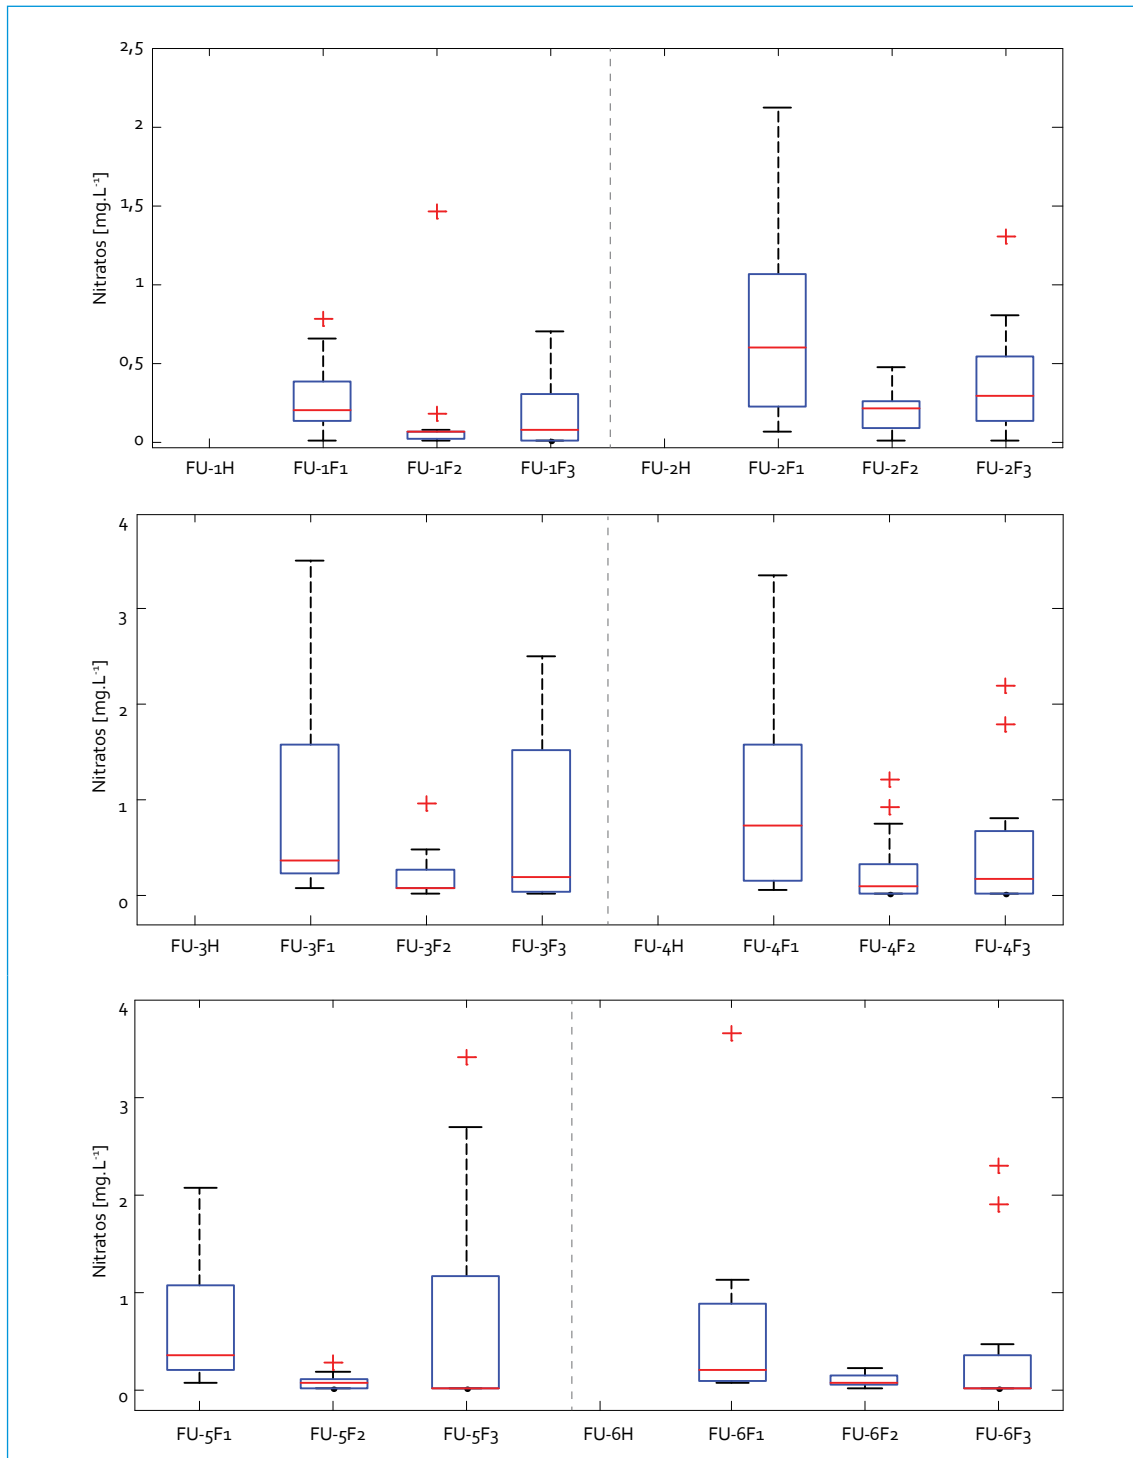 2,5
2
1,5
1
0,5
0
Nitratos [mg.L⁻¹]
FU-1H FU-1F1 FU-1F2 FU-1F3 FU-2H FU-2F1 FU-2F2 FU-2F3
4
3
2
1
0
Nitratos [mg.L⁻¹]
FU-3H FU-3F1 FU-3F2 FU-3F3 FU-4H FU-4F1 FU-4F2 FU-4F3
4
3
2
1
0
Nitratos [mg.L⁻¹]
FU-5F1 FU-5F2 FU-5F3 FU-6H FU-6F1 FU-6F2 FU-6F3